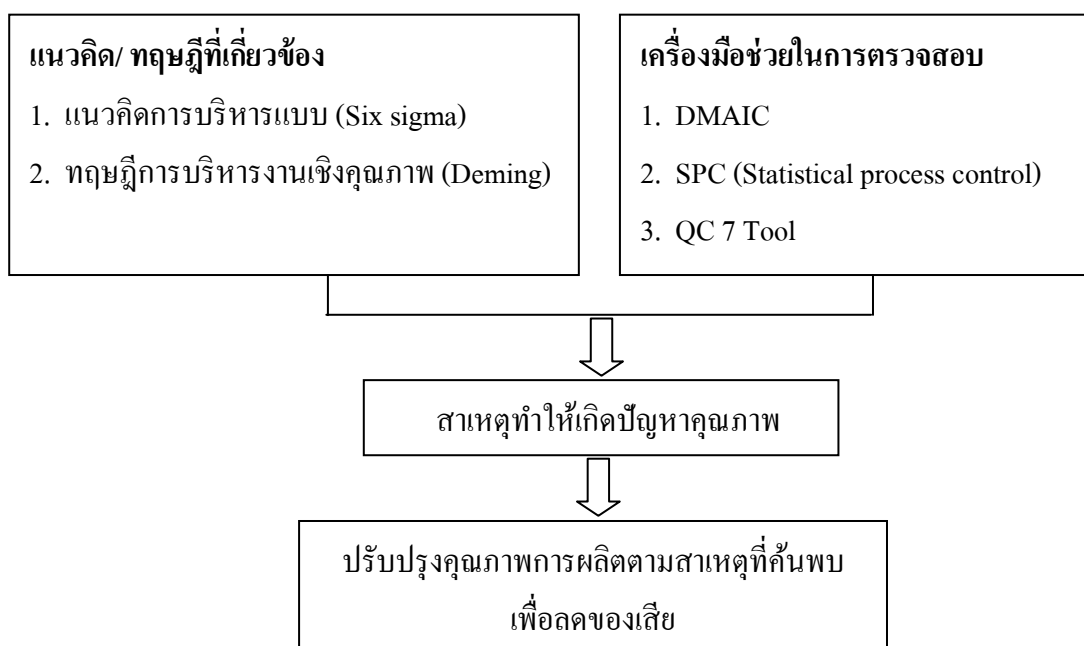 แนวคิด/ ทฤษฎีที่เกี่ยวข้อง
1. แนวคิดการบริหารแบบ (Six sigma)
2. ทฤษฎีการบริหารงานเชิงคุณภาพ (Deming)
เครื่องมือช่วยในการตรวจสอบ
1. DMAIC
2. SPC (Statistical process control)
3. QC 7 Tool
สาเหตุทำให้เกิดปัญหาคุณภาพ
ปรับปรุงคุณภาพการผลิตตามสาเหตุที่ค้นพบ
เพื่อลดของเสีย